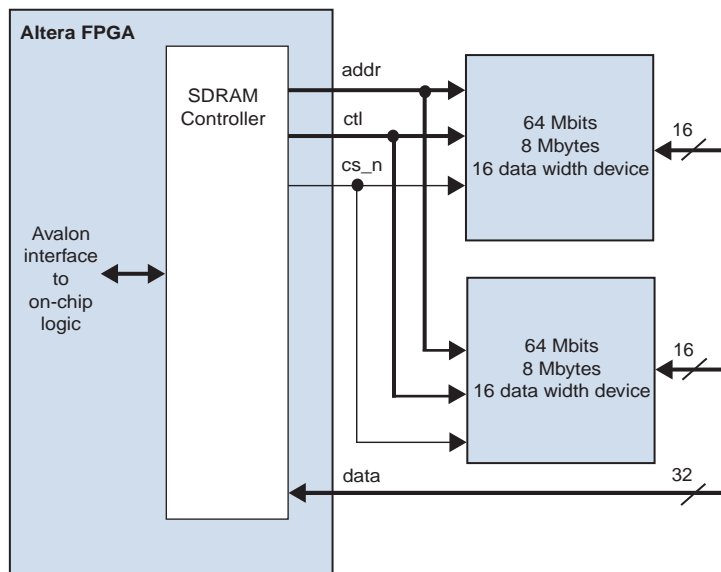 Altera FPGA
SDRAM
Controller
addr
ctl
cs_n
64 Mbits
8 Mbytes
16 data width device
16
Avalon
interface
to
on-chip
logic
64 Mbits
8 Mbytes
16 data width device
16
data
32